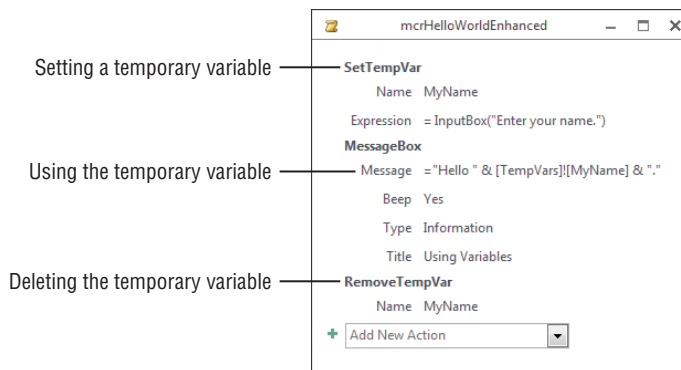 mcrHelloWorldEnhanced
Setting a temporary variable
SetTempVar
Name MyName
Expression = InputBox("Enter your name.")
MessageBox
Using the temporary variable
Message ="Hello " & [TempVars]![MyName] & "."
Beep Yes
Type Information
Title Using Variables
Deleting the temporary variable
RemoveTempVar
Name MyName
Add New Action